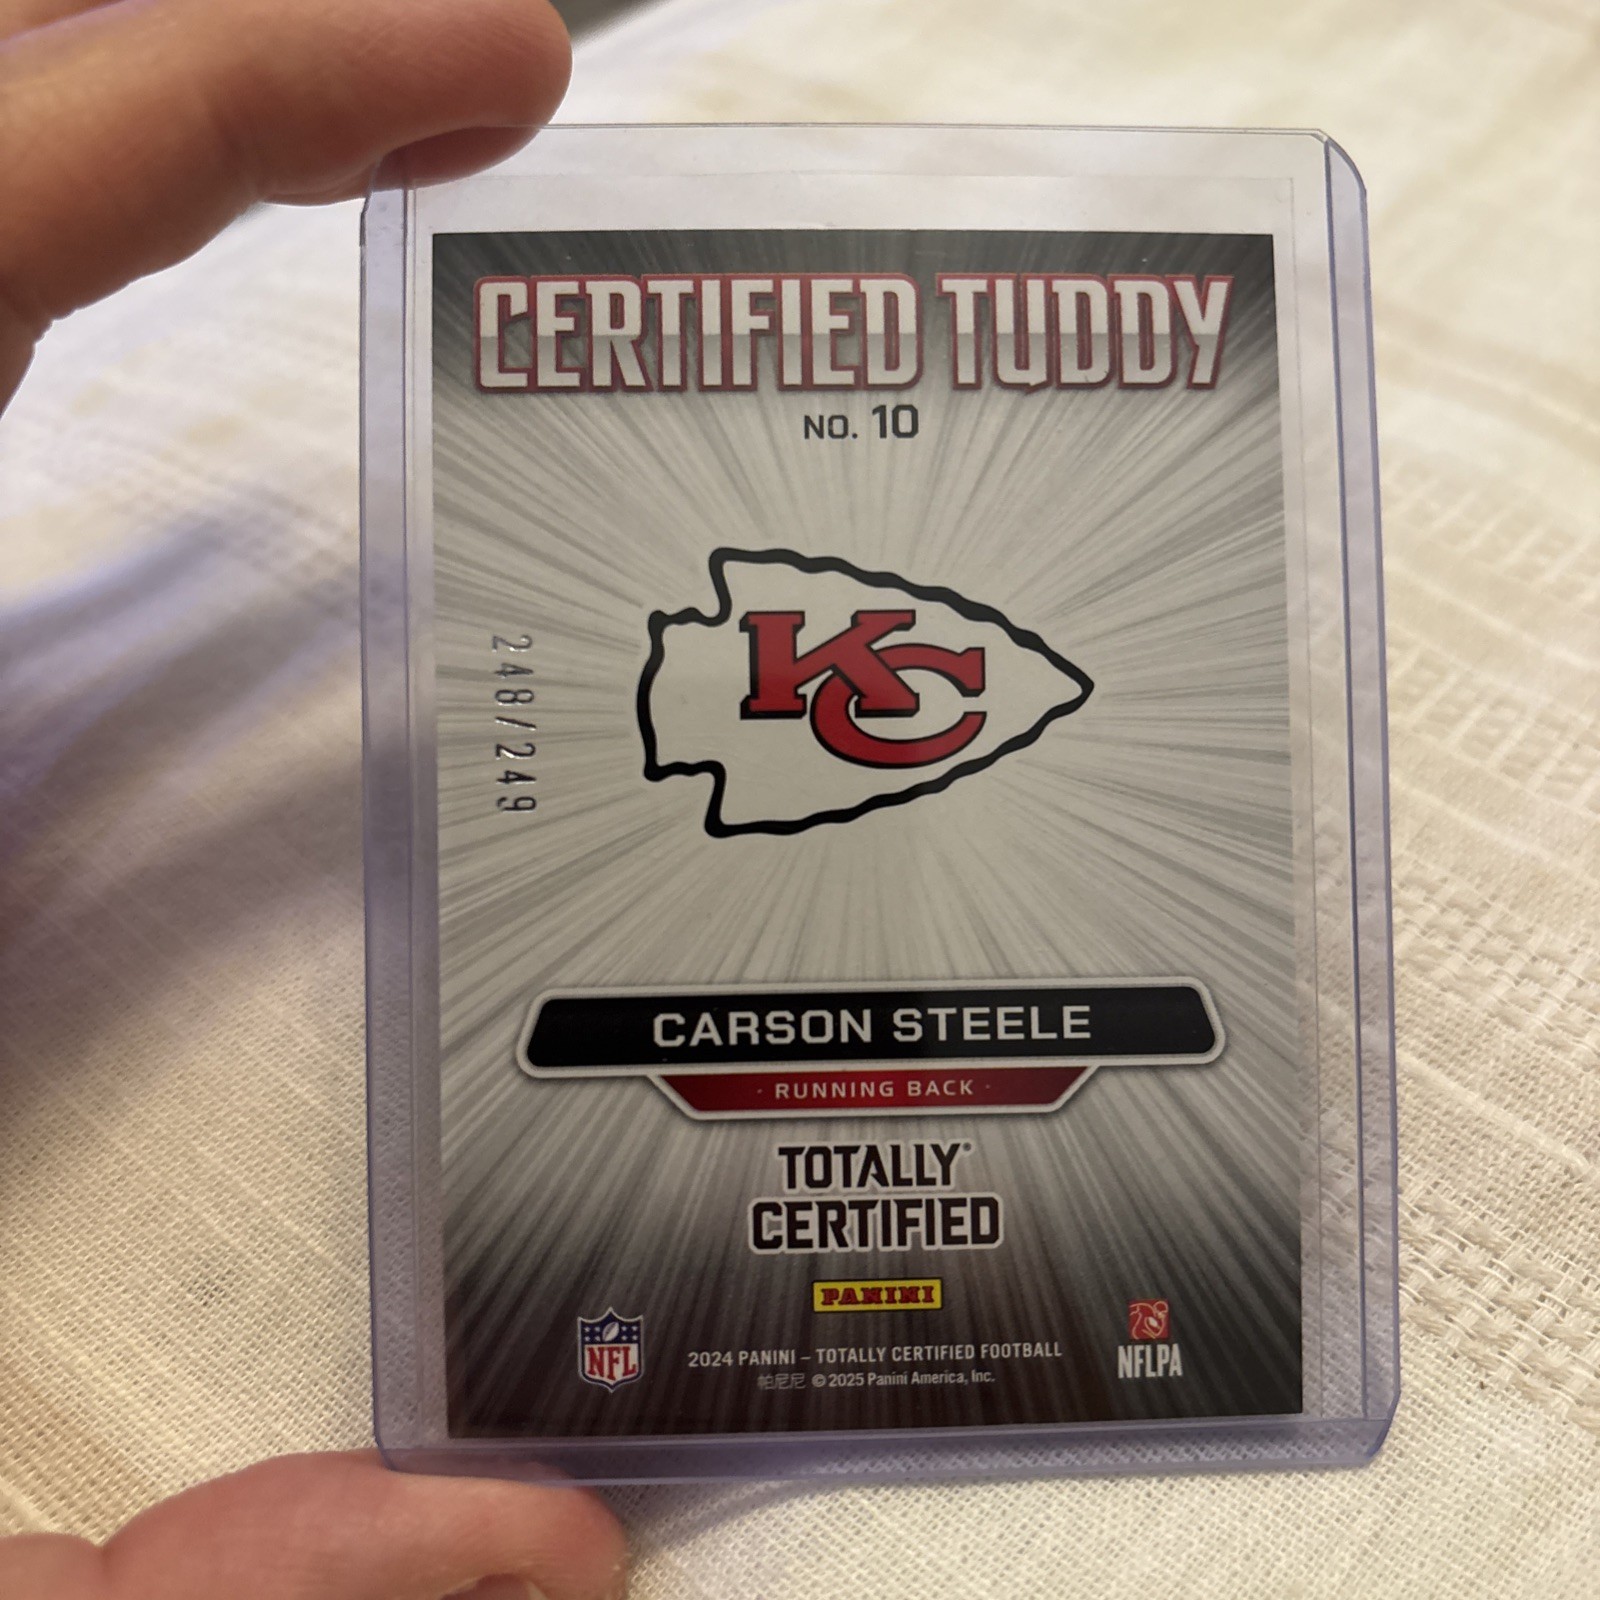 CERTIFIED TUDDY
NO. 10
248/249
KC
CARSON STEELE
· RUNNING BACK ·
TOTALLY®
CERTIFIED
PANINI
NFL
2024 PANINI – TOTALLY CERTIFIED FOOTBALL
帕尼尼 © 2025 Panini America, Inc.
NFLPA